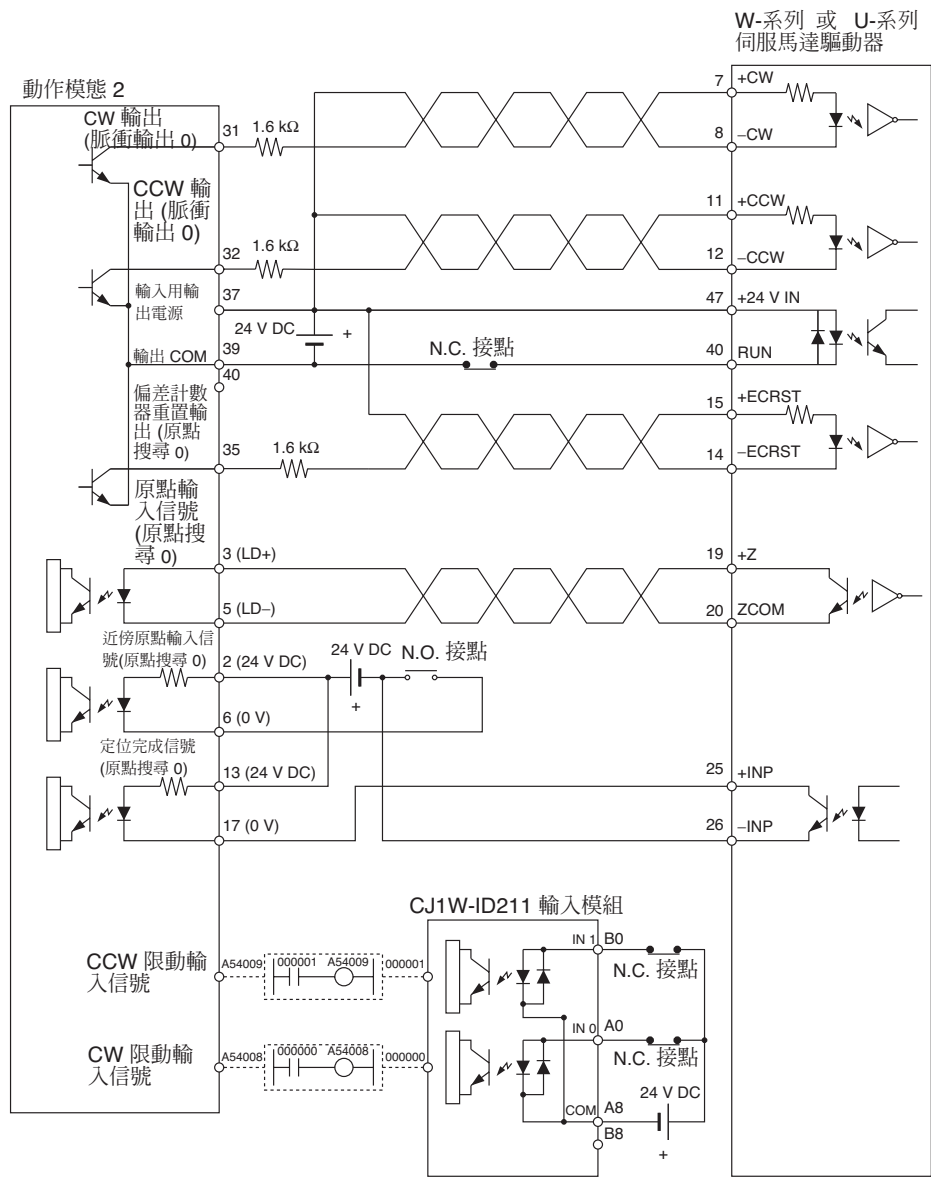 W-系列 或 U-系列
伺服馬達驅動器
動作模態 2
CW 輸出
(脈衝輸出 0)
31
1.6 kΩ
7
+CW
8
–CW
CCW 輸
出 (脈衝
輸出 0)
32
1.6 kΩ
11
+CCW
12
–CCW
輸入用輸
出電源
37
24 V DC
+
47
+24 V IN
輸出 COM
39
40
N.C. 接點
40
RUN
偏差計數
器重置輸
出 (原點
搜尋 0)
35
1.6 kΩ
15
+ECRST
14
–ECRST
原點輸
入信號
(原點搜
尋 0)
3 (LD+)
19
+Z
5 (LD–)
20
ZCOM
近傍原點輸入信
號(原點搜尋 0)
2 (24 V DC)
24 V DC
N.O. 接點
+
6 (0 V)
定位完成信號
(原點搜尋 0)
13 (24 V DC)
25
+INP
17 (0 V)
26
–INP
CJ1W-ID211 輸入模組
CCW 限動輸
入信號
A54009
000001
A54009
000001
IN 1
B0
N.C. 接點
CW 限動輸
入信號
A54008
000000
A54008
000000
IN 0
A0
N.C. 接點
24 V DC
COM
A8
B8
+